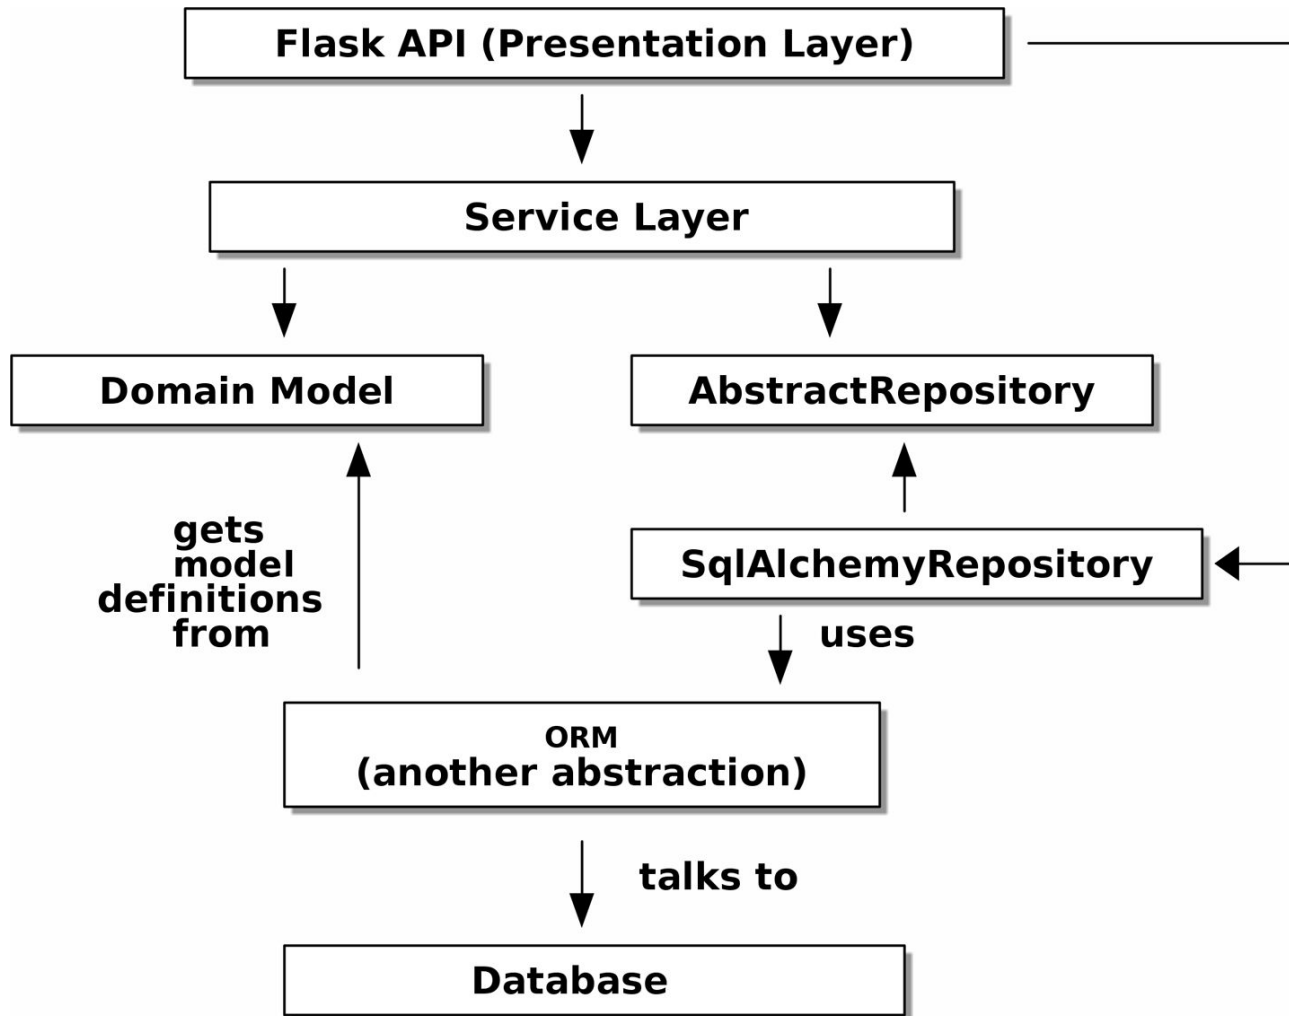 Flask API (Presentation Layer)
Service Layer
Domain Model
AbstractRepository
gets
model
definitions
from
SqlAlchemyRepository
uses
ORM
(another abstraction)
talks to
Database